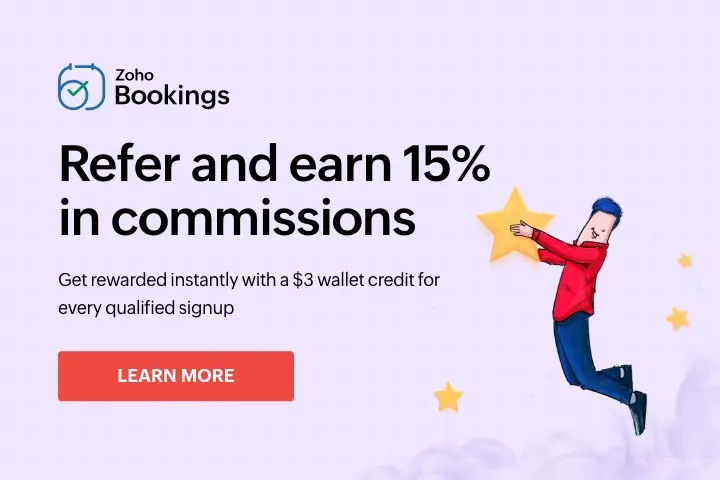 Zoho
Bookings
Refer and earn 15%
in commissions
Get rewarded instantly with a $3 wallet credit for
every qualified signup
LEARN MORE